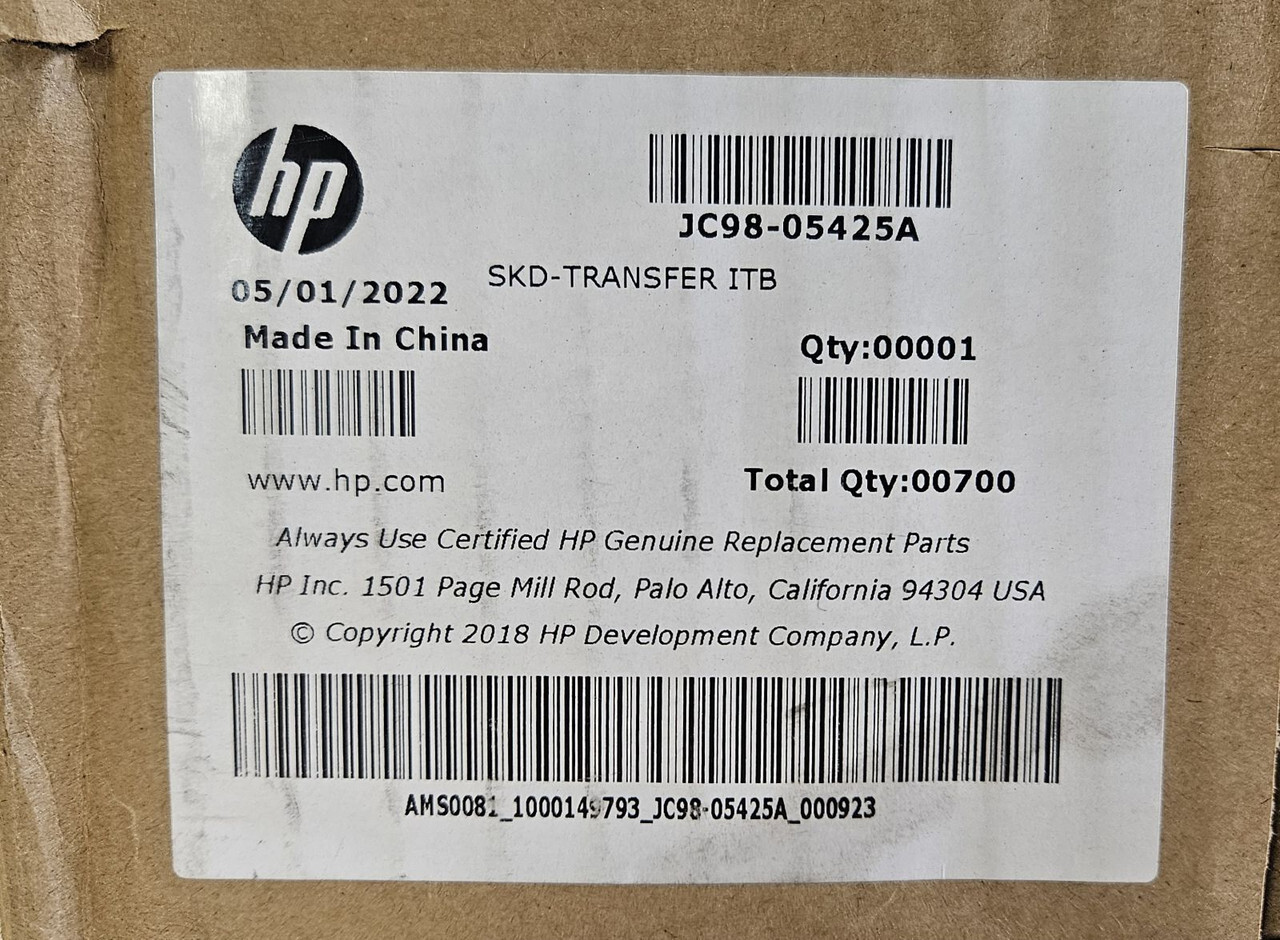 hp
JC98-05425A
SKD-TRANSFER ITB
05/01/2022
Made In China
Qty:00001
www.hp.com
Total Qty:00700
Always Use Certified HP Genuine Replacement Parts
HP Inc. 1501 Page Mill Rod, Palo Alto, California 94304 USA
© Copyright 2018 HP Development Company, L.P.
AMS0081_1000149793_JC98-05425A_000923